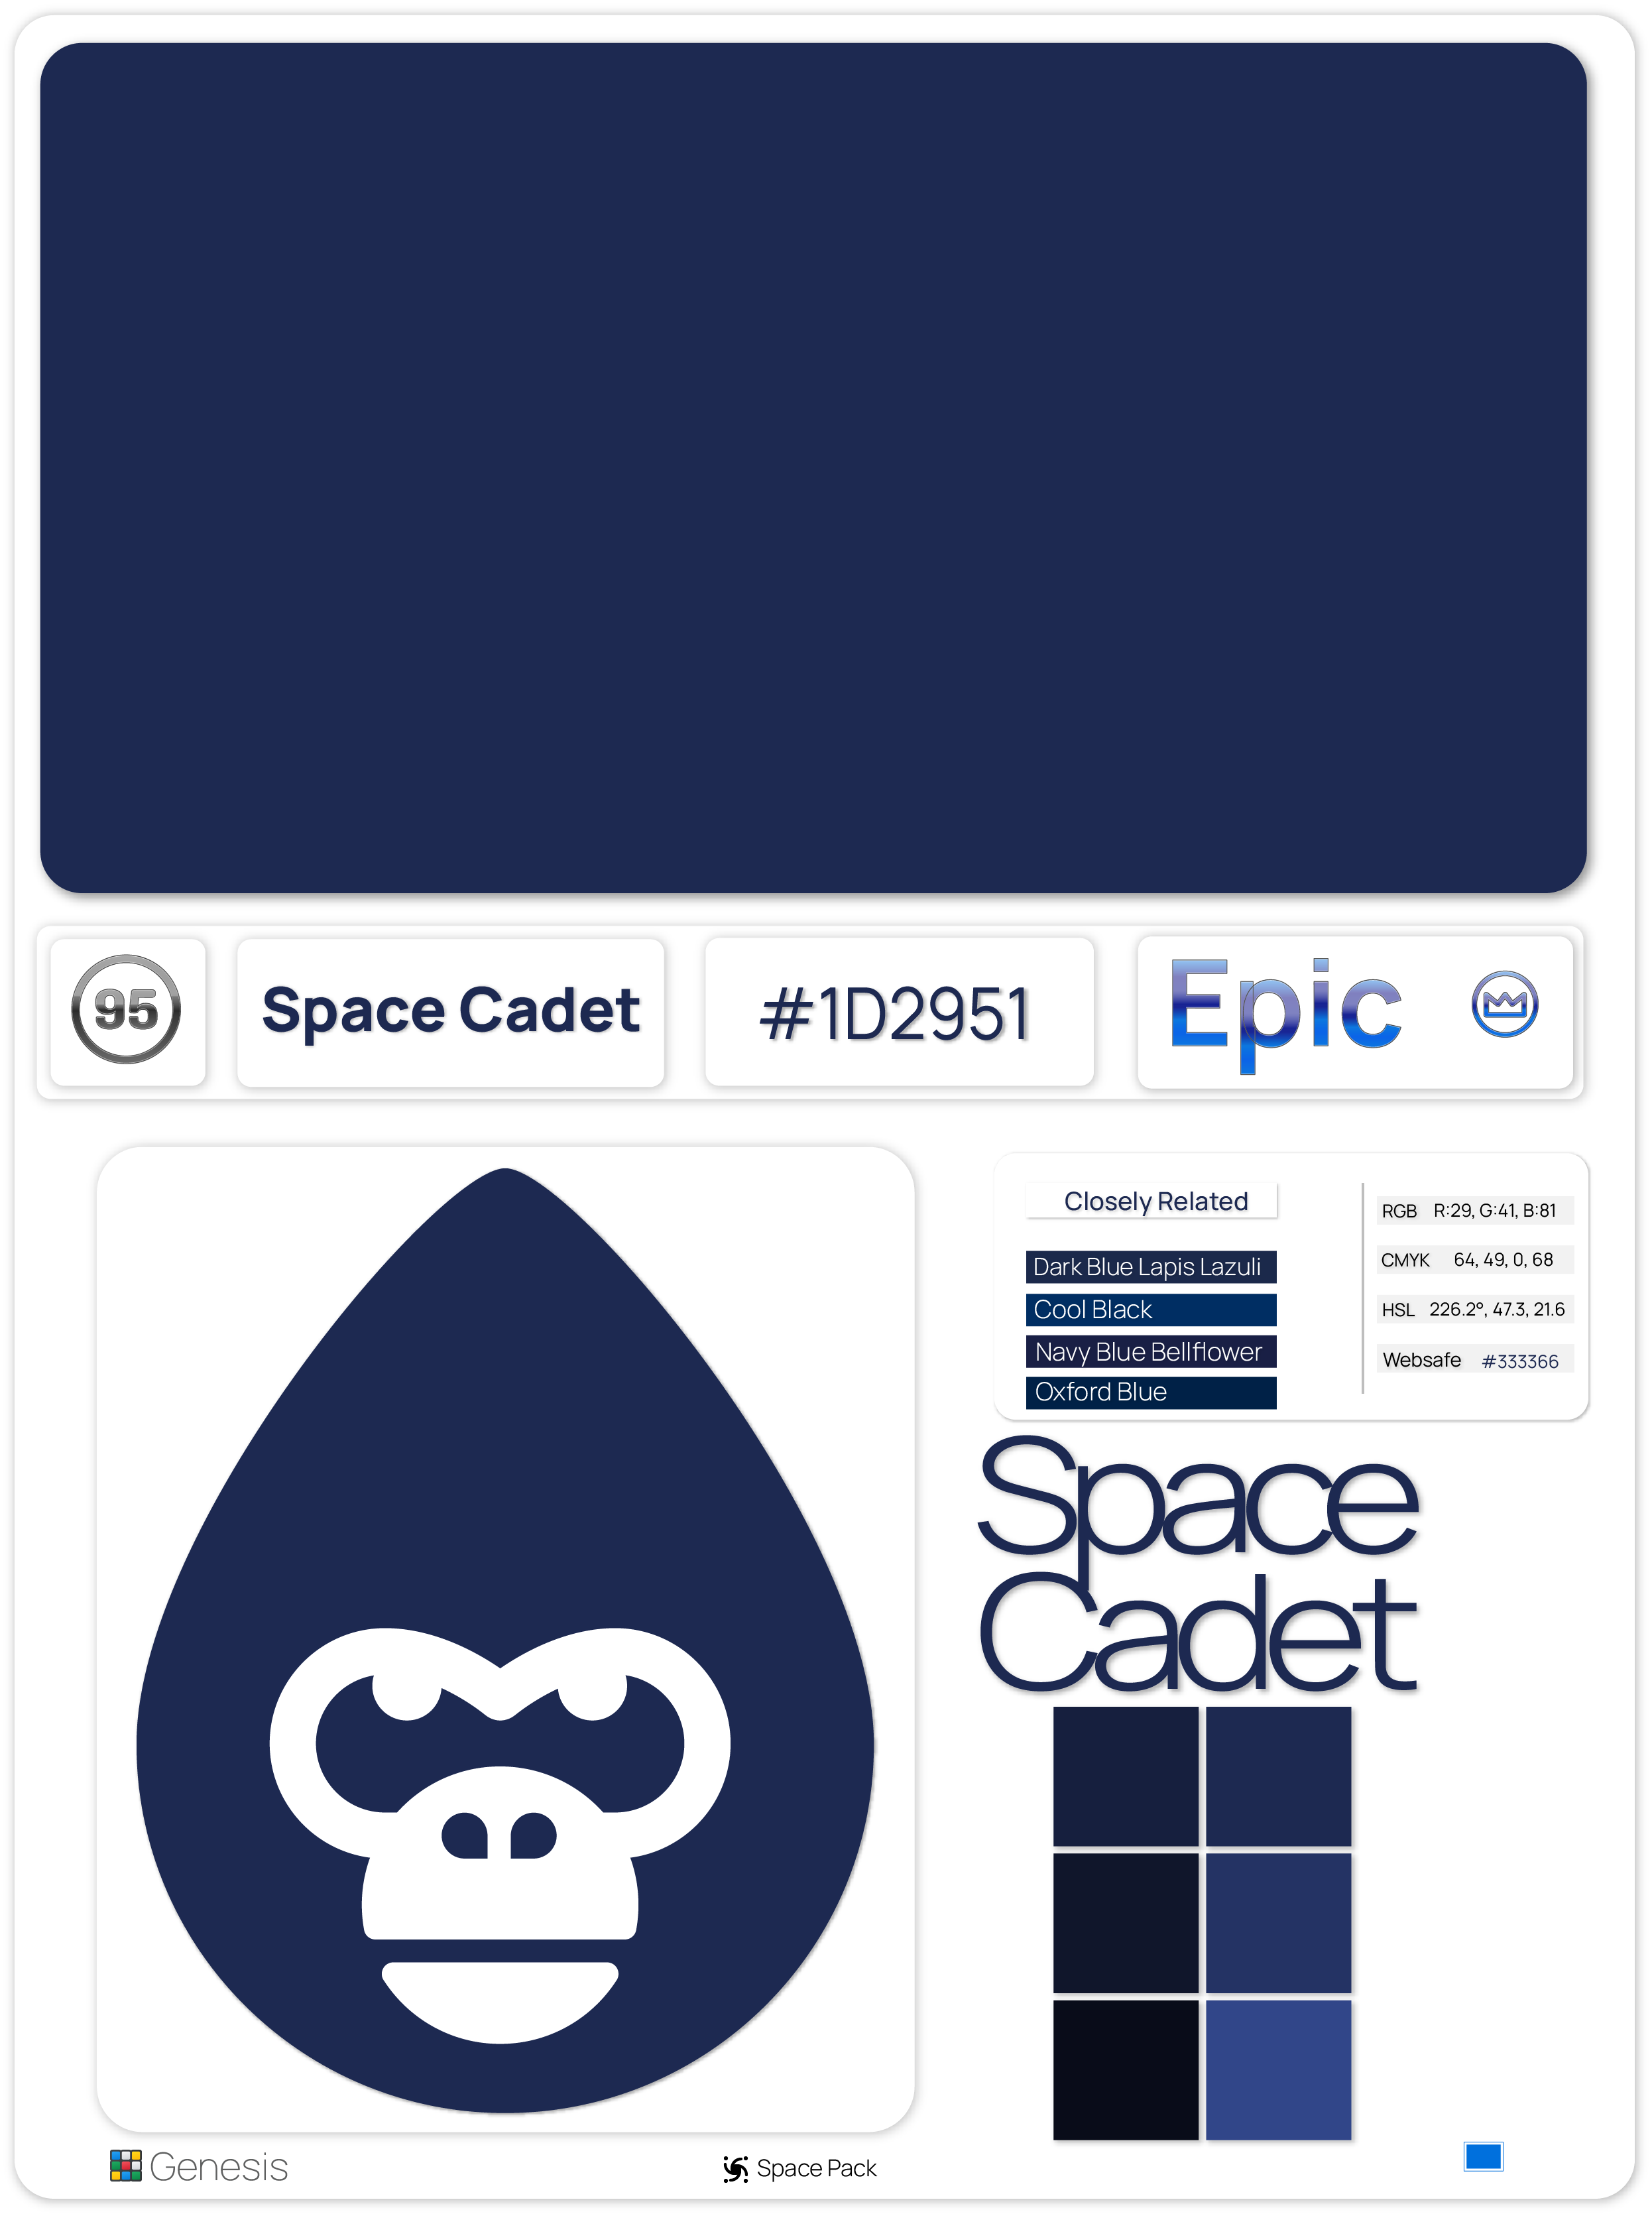 95
Space Cadet
#1D2951
Epic
Closely Related
Dark Blue Lapis Lazuli
Cool Black
Navy Blue Bellflower
Oxford Blue
RGB R:29, G:41, B:81
CMYK 64, 49, 0, 68
HSL 226.2°, 47.3, 21.6
Websafe #333366
Space
Cadet
Genesis
Space Pack